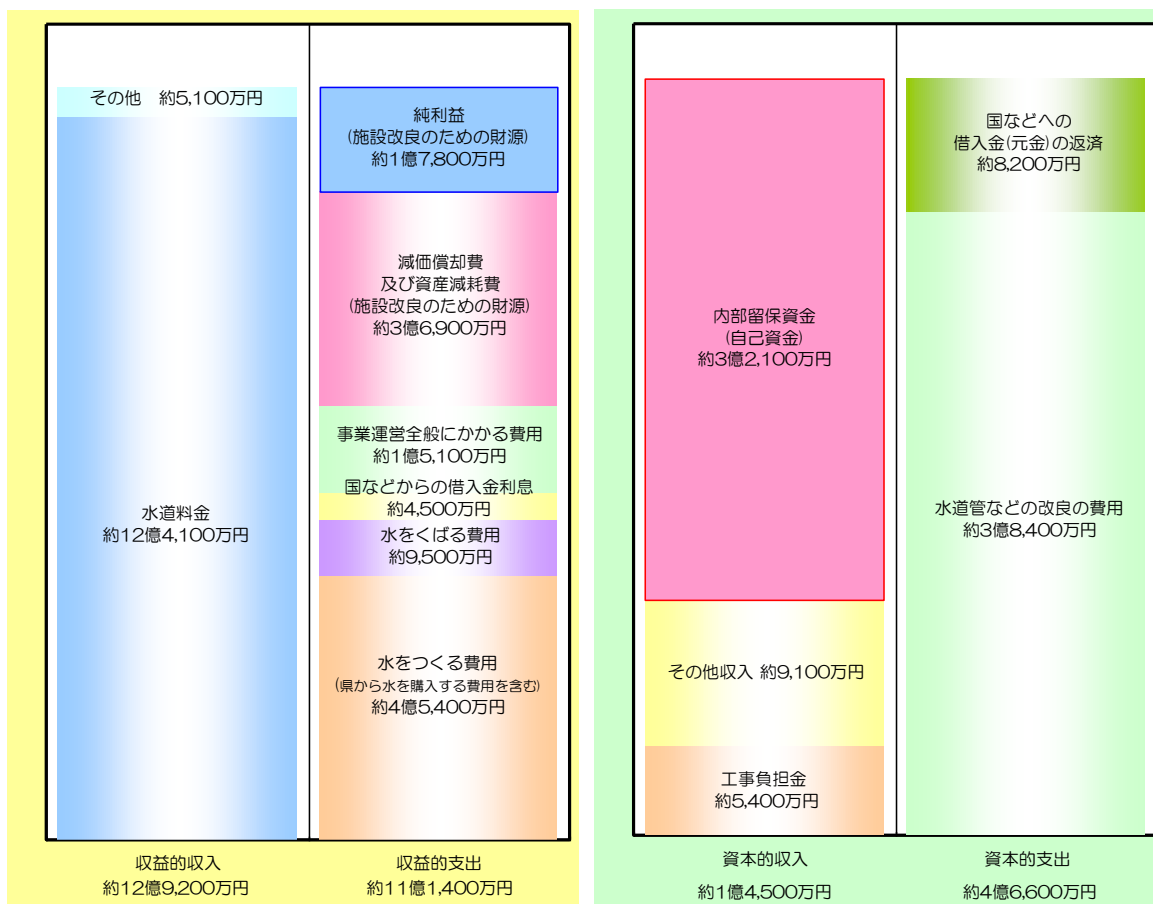 その他　約5,100万円
水道料金
約12億4,100万円
収益的収入
約12億9,200万円
純利益
(施設改良のための財源)
約1億7,800万円
減価償却費
及び資産減耗費
(施設改良のための財源)
約3億6,900万円
事業運営全般にかかる費用
約1億5,100万円
国などからの借入金利息
約4,500万円
水をくばる費用
約9,500万円
水をつくる費用
(県から水を購入する費用を含む)
約4億5,400万円
収益的支出
約11億1,400万円
内部留保資金
(自己資金)
約3億2,100万円
その他収入 約9,100万円
工事負担金
約5,400万円
資本的収入
約1億4,500万円
国などへの
借入金(元金)の返済
約8,200万円
水道管などの改良の費用
約3億8,400万円
資本的支出
約4億6,600万円